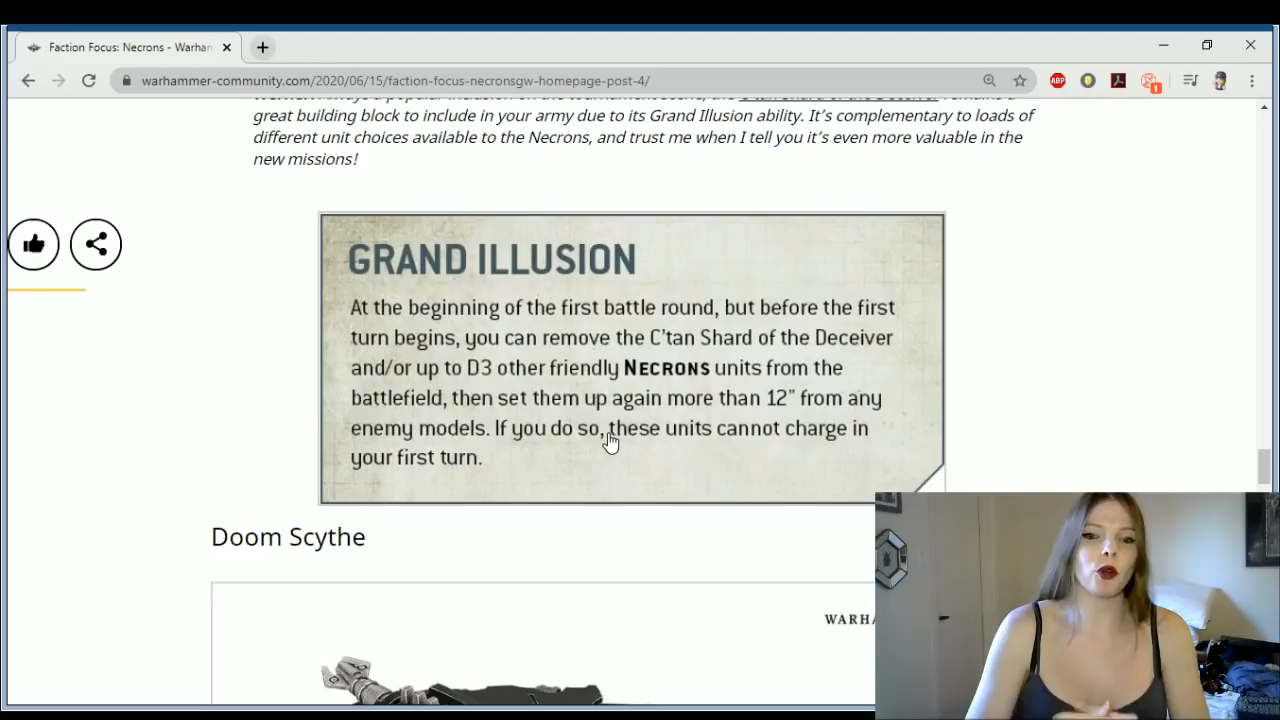 Faction Focus: Necrons - Warhan
warhammer-community.com/2020/06/15/faction-focus-necronsgw-homepage-post-4/
ABP
1
great building block to include in your army due to its Grand Illusion ability. It's complementary to loads of
different unit choices available to the Necrons, and trust me when I tell you it's even more valuable in the
new missions!
GRAND ILLUSION
At the beginning of the first battle round, but before the first
turn begins, you can remove the C'tan Shard of the Deceiver
and/or up to D3 other friendly NECRONS units from the
battlefield, then set them up again more than 12" from any
enemy models. If you do so, these units cannot charge in
your first turn.
Doom Scythe
WARHA